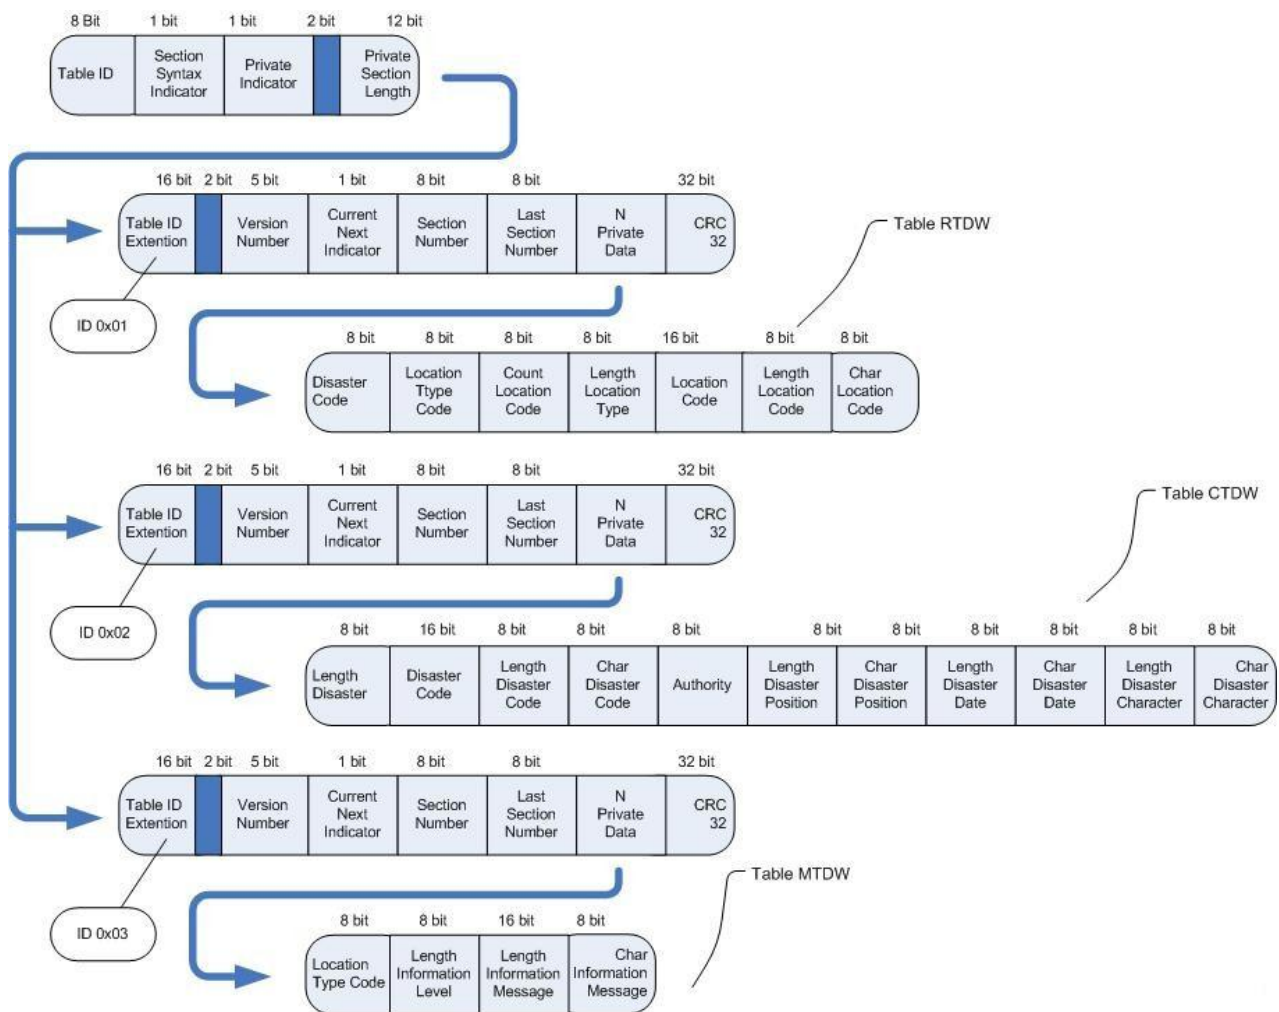 8 Bit 1 bit 1 bit 2 bit 12 bit
Table ID
Section
Syntax
Indicator
Private
Indicator
Private
Section
Length
16 bit 2 bit 5 bit 1 bit 8 bit 8 bit 32 bit
Table ID
Extention
Version
Number
Current
Next
Indicator
Section
Number
Last
Section
Number
N
Private
Data
CRC
32
Table RTDW
ID 0x01
8 bit 8 bit 8 bit 8 bit 16 bit 8 bit 8 bit
Disaster
Code
Location
Ttype
Code
Count
Location
Code
Length
Location
Type
Location
Code
Length
Location
Code
Char
Location
Code
16 bit 2 bit 5 bit 1 bit 8 bit 8 bit 32 bit
Table ID
Extention
Version
Number
Current
Next
Indicator
Section
Number
Last
Section
Number
N
Private
Data
CRC
32
Table CTDW
ID 0x02
8 bit 16 bit 8 bit 8 bit 8 bit 8 bit 8 bit 8 bit 8 bit 8 bit 8 bit
Length
Disaster
Disaster
Code
Length
Disaster
Code
Char
Disaster
Code
Authority
Length
Disaster
Position
Char
Disaster
Position
Length
Disaster
Date
Char
Disaster
Date
Length
Disaster
Character
Char
Disaster
Character
16 bit 2 bit 5 bit 1 bit 8 bit 8 bit 32 bit
Table ID
Extention
Version
Number
Current
Next
Indicator
Section
Number
Last
Section
Number
N
Private
Data
CRC
32
Table MTDW
ID 0x03
8 bit 8 bit 16 bit 8 bit
Location
Type Code
Length
Information
Level
Length
Information
Message
Char
Information
Message